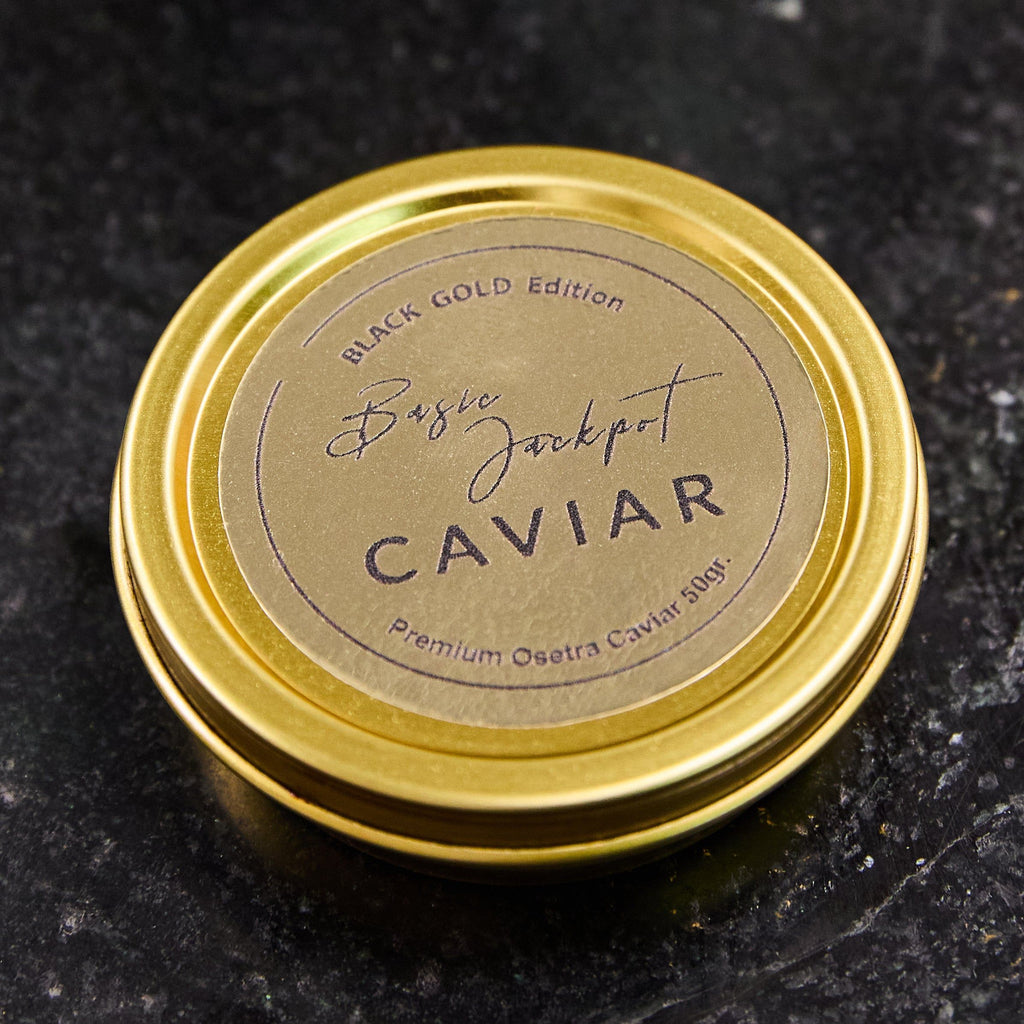 BLACK GOLD Edition
Basic
Jackpot
CAVIAR
Premium Osetra Caviar 50gr.